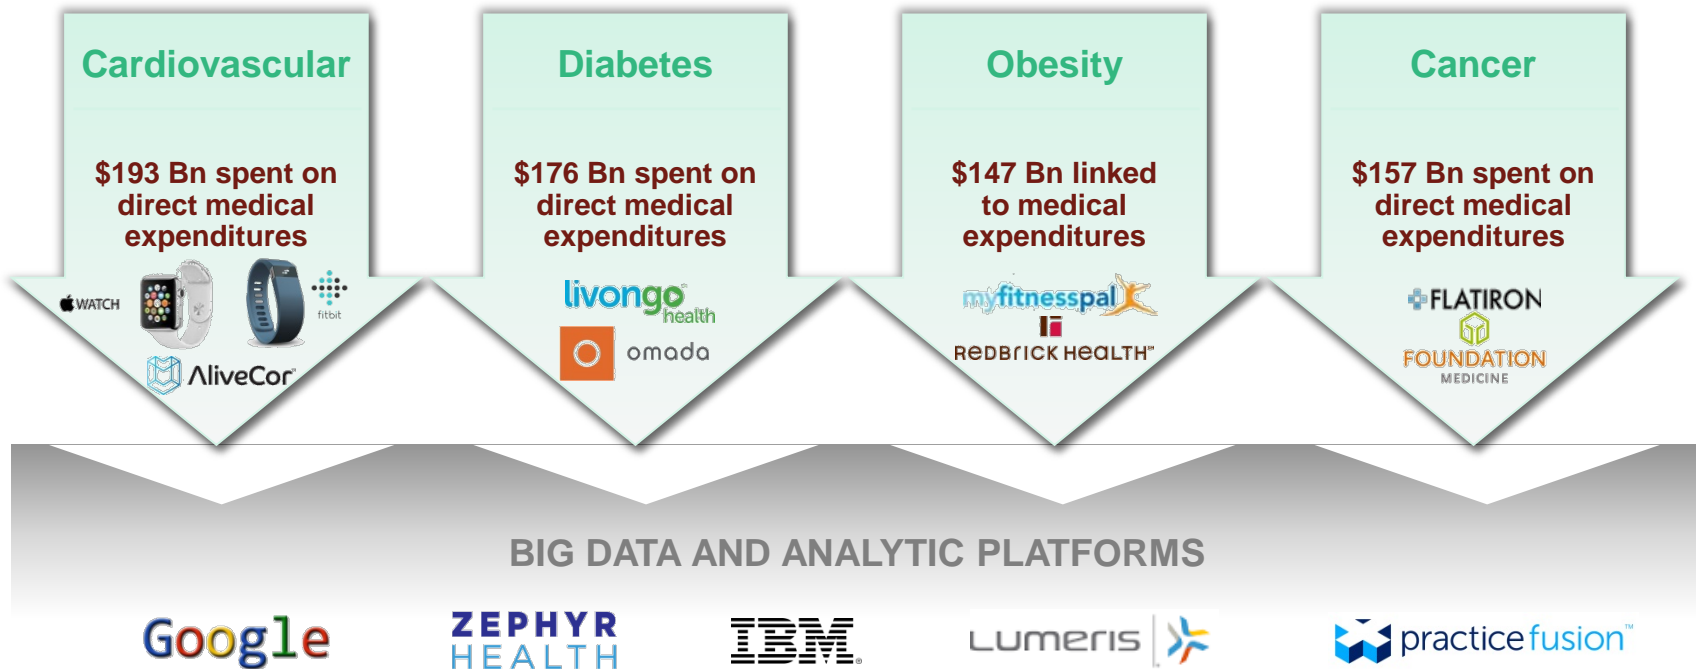 Cardiovascular
$193 Bn spent on
direct medical
expenditures
WATCH
fitbit
AliveCor
Diabetes
$176 Bn spent on
direct medical
expenditures
livongo
health
omada
Obesity
$147 Bn linked
to medical
expenditures
myfitnesspal
REDBRICK HEALTH
Cancer
$157 Bn spent on
direct medical
expenditures
FLATIRON
FOUNDATION
MEDICINE
BIG DATA AND ANALYTIC PLATFORMS
Google
ZEPHYR
HEALTH
IBM®
Lumeris
practice fusion™